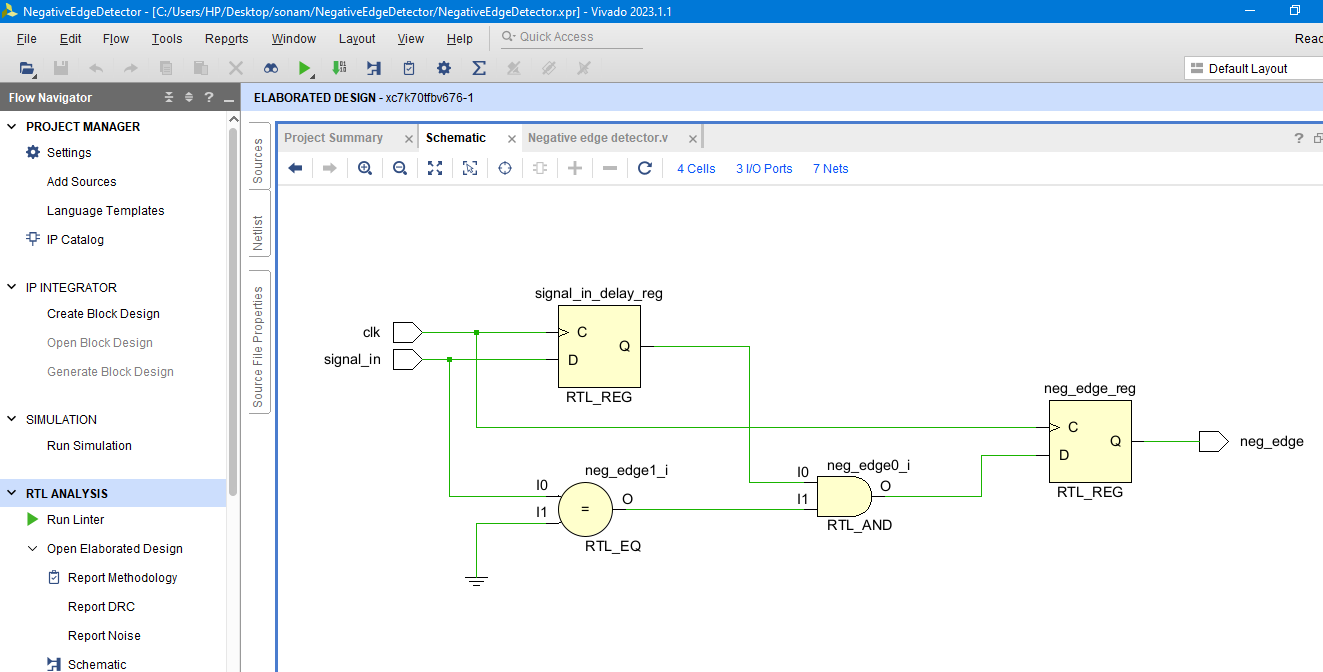 NegativeEdgeDetector - [C:/Users/HP/Desktop/sonam/NegativeEdgeDetector/NegativeEdgeDetector.xpr] - Vivado 2023.1.1
File Edit Flow Tools Reports Window Layout View Help Quick Access
Default Layout
Flow Navigator
ELABORATED DESIGN - xc7k70tfbv676-1
PROJECT MANAGER
Settings
Add Sources
Language Templates
IP Catalog
IP INTEGRATOR
Create Block Design
Open Block Design
Generate Block Design
SIMULATION
Run Simulation
RTL ANALYSIS
Run Linter
Open Elaborated Design
Report Methodology
Report DRC
Report Noise
Schematic
Sources
Netlist
Source File Properties
Project Summary Schematic Negative edge detector.v
4 Cells 3 I/O Ports 7 Nets
signal_in_delay_reg
clk
C
signal_in
D
Q
RTL_REG
neg_edge_reg
C
D
Q
neg_edge
RTL_REG
neg_edge1_i
I0
I1
=
O
RTL_EQ
neg_edge0_i
I0
I1
O
RTL_AND